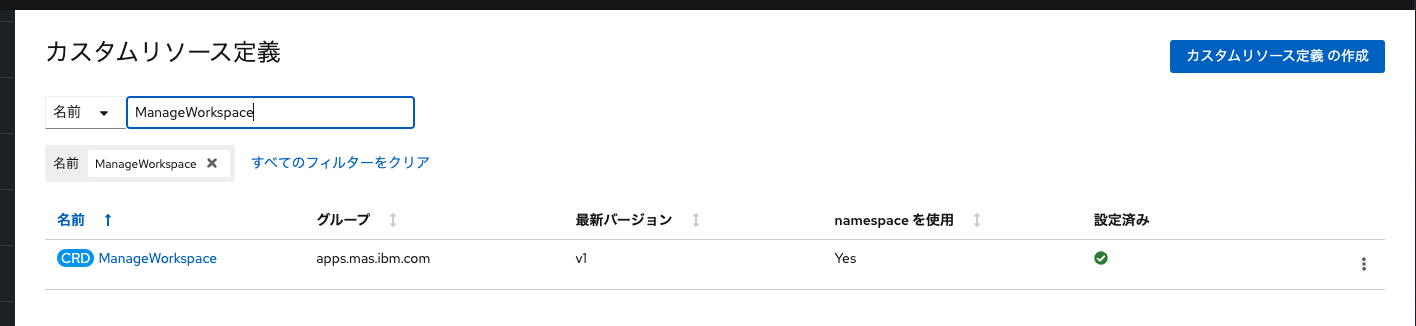 カスタムリソース定義
カスタムリソース定義 の作成
名前 ManageWorkspace
名前 ManageWorkspace すべてのフィルターをクリア
名前 グループ 最新バージョン namespace を使用 設定済み
CRD ManageWorkspace apps.mas.ibm.com v1 Yes